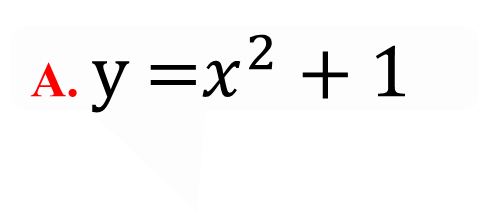 A. y =x² + 1